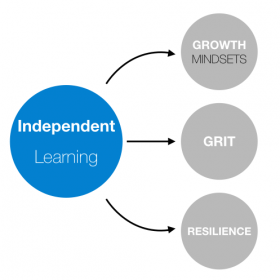 Independent
Learning
GROWTH
MINDSETS
GRIT
RESILIENCE